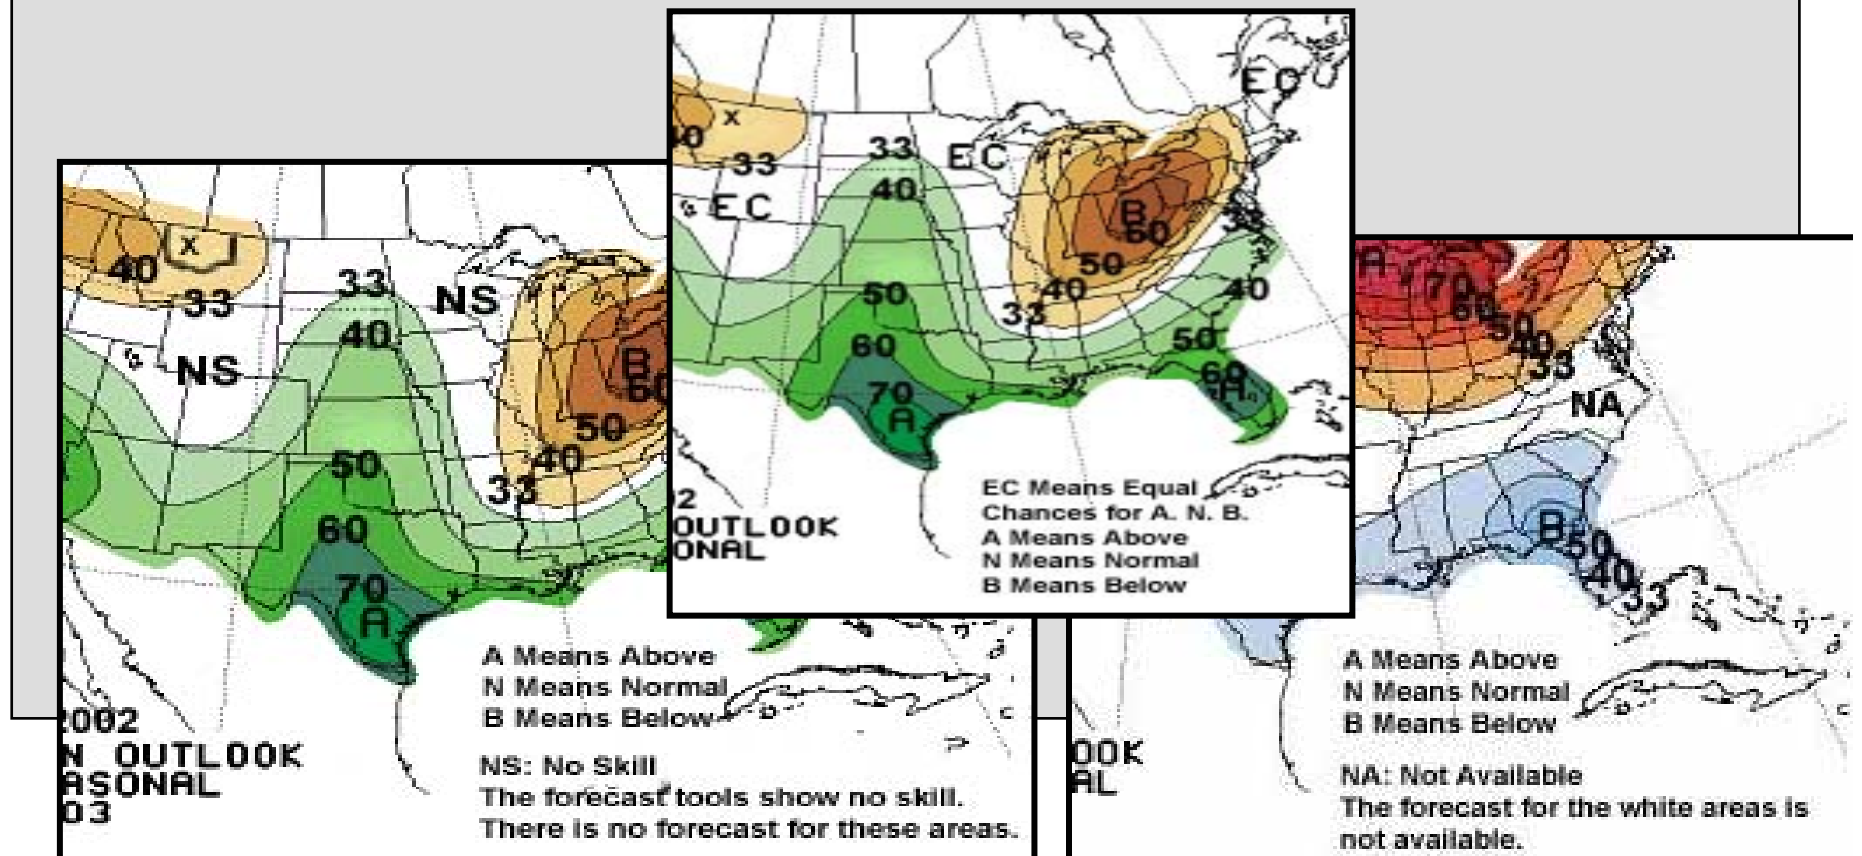 EC
40
X
33
33
EC
40
EC
B
60
50
40
33
50
60
70
A
40
50
60
A
EC Means Equal
Chances for A. N. B.
A Means Above
N Means Normal
B Means Below
OUTLOOK
ONAL
X
40
33
33
NS
40
NS
B
60
50
40
33
50
60
70
A
A Means Above
N Means Normal
B Means Below
2002
N OUTLOOK
ASONAL
03
NS: No Skill
The forecast tools show no skill.
There is no forecast for these areas.
A
70
60
50
40
33
NA
B
50
40
33
A Means Above
N Means Normal
B Means Below
OOK
AL
NA: Not Available
The forecast for the white areas is
not available.